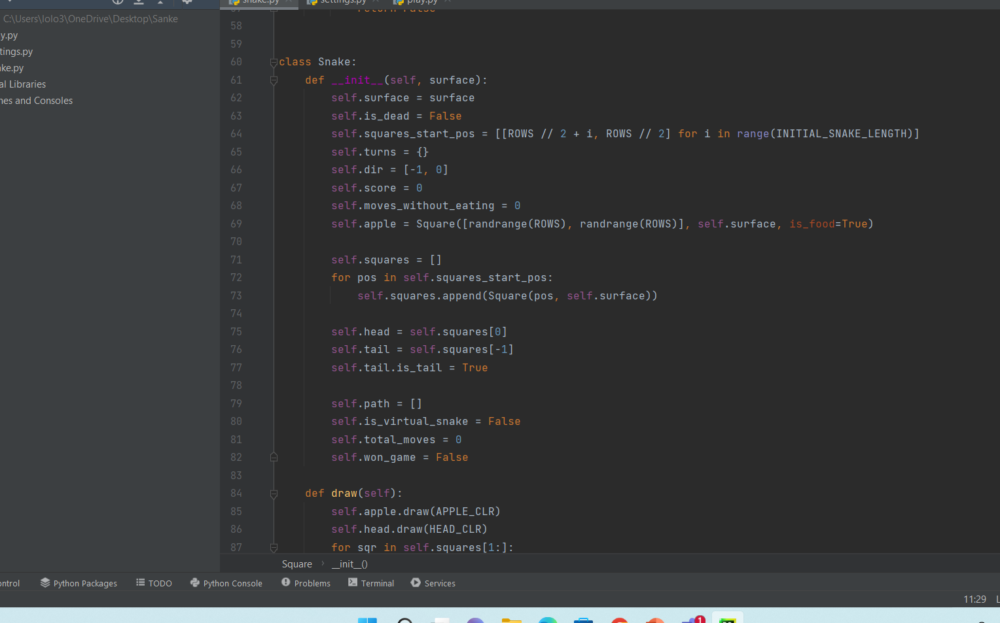 snake.py settings.py play.py
C:\Users\lolo3\OneDrive\Desktop\Sanke
y.py
tings.py
ke.py
al Libraries
hes and Consoles
57 return False
58
59
60 class Snake:
61 def __init__(self, surface):
62 self.surface = surface
63 self.is_dead = False
64 self.squares_start_pos = [[ROWS // 2 + i, ROWS // 2] for i in range(INITIAL_SNAKE_LENGTH)]
65 self.turns = {}
66 self.dir = [-1, 0]
67 self.score = 0
68 self.moves_without_eating = 0
69 self.apple = Square([randrange(ROWS), randrange(ROWS)], self.surface, is_food=True)
70
71 self.squares = []
72 for pos in self.squares_start_pos:
73 self.squares.append(Square(pos, self.surface))
74
75 self.head = self.squares[0]
76 self.tail = self.squares[-1]
77 self.tail.is_tail = True
78
79 self.path = []
80 self.is_virtual_snake = False
81 self.total_moves = 0
82 self.won_game = False
83
84 def draw(self):
85 self.apple.draw(APPLE_CLR)
86 self.head.draw(HEAD_CLR)
87 for sqr in self.squares[1:]:
Square › __init__()
ontrol Python Packages TODO Python Console Problems Terminal Services
11:29 L
1